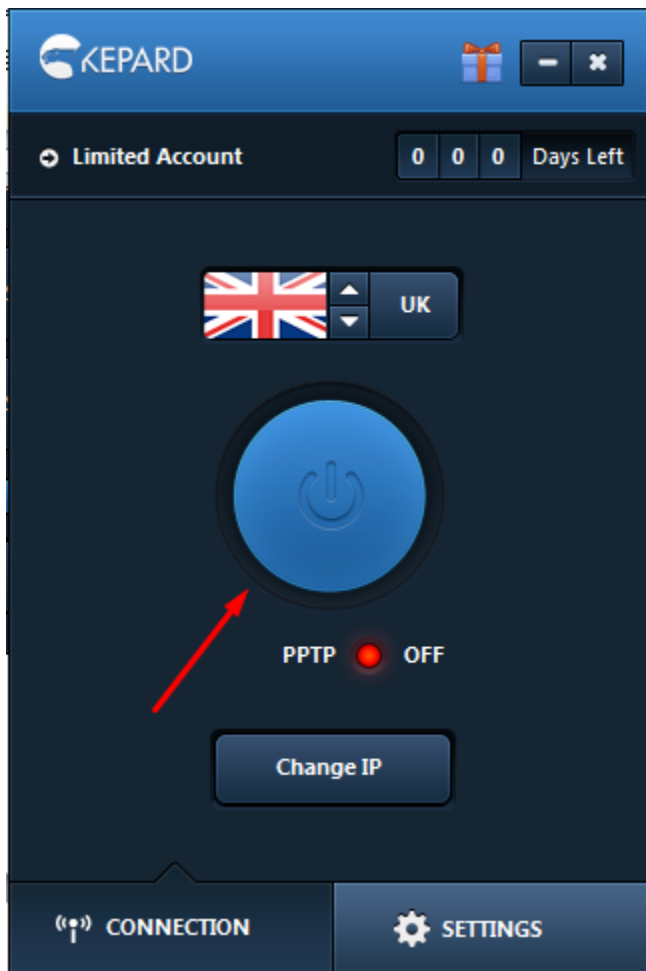 KEPARD
Limited Account
0 0 0 Days Left
UK
PPTP OFF
Change IP
CONNECTION
SETTINGS